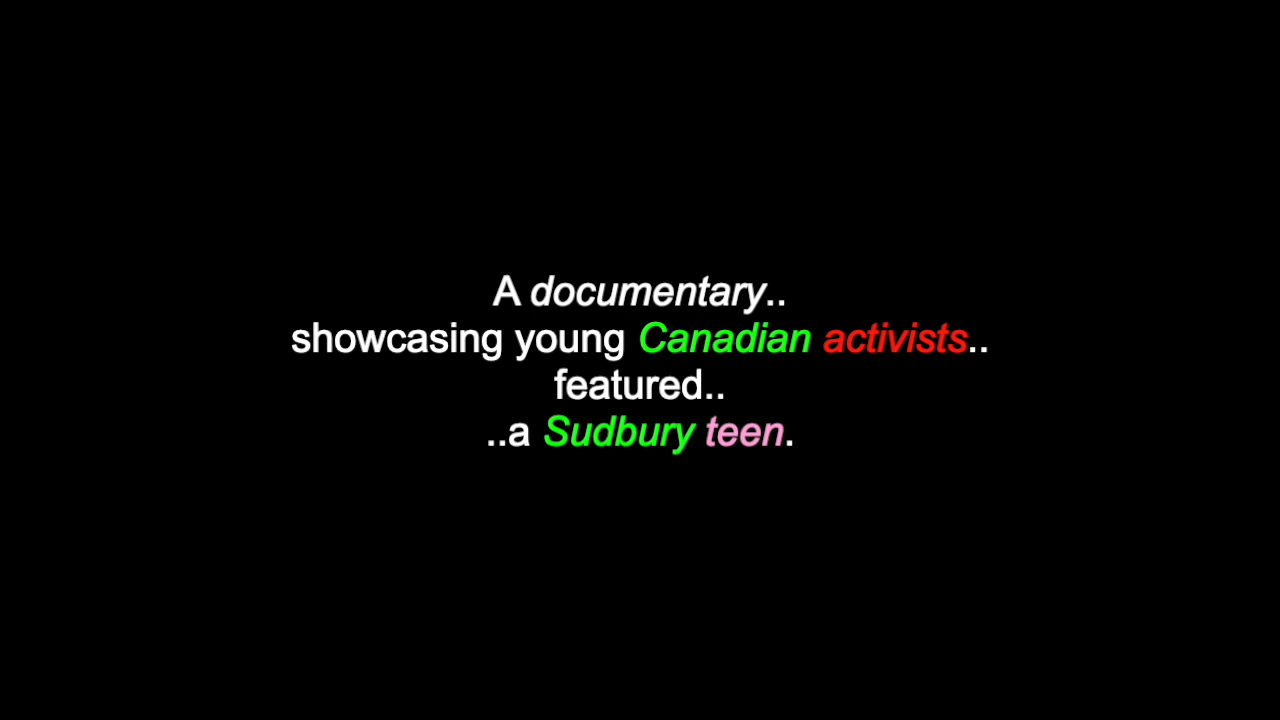 A documentary..
showcasing young Canadian activists..
featured..
..a Sudbury teen.